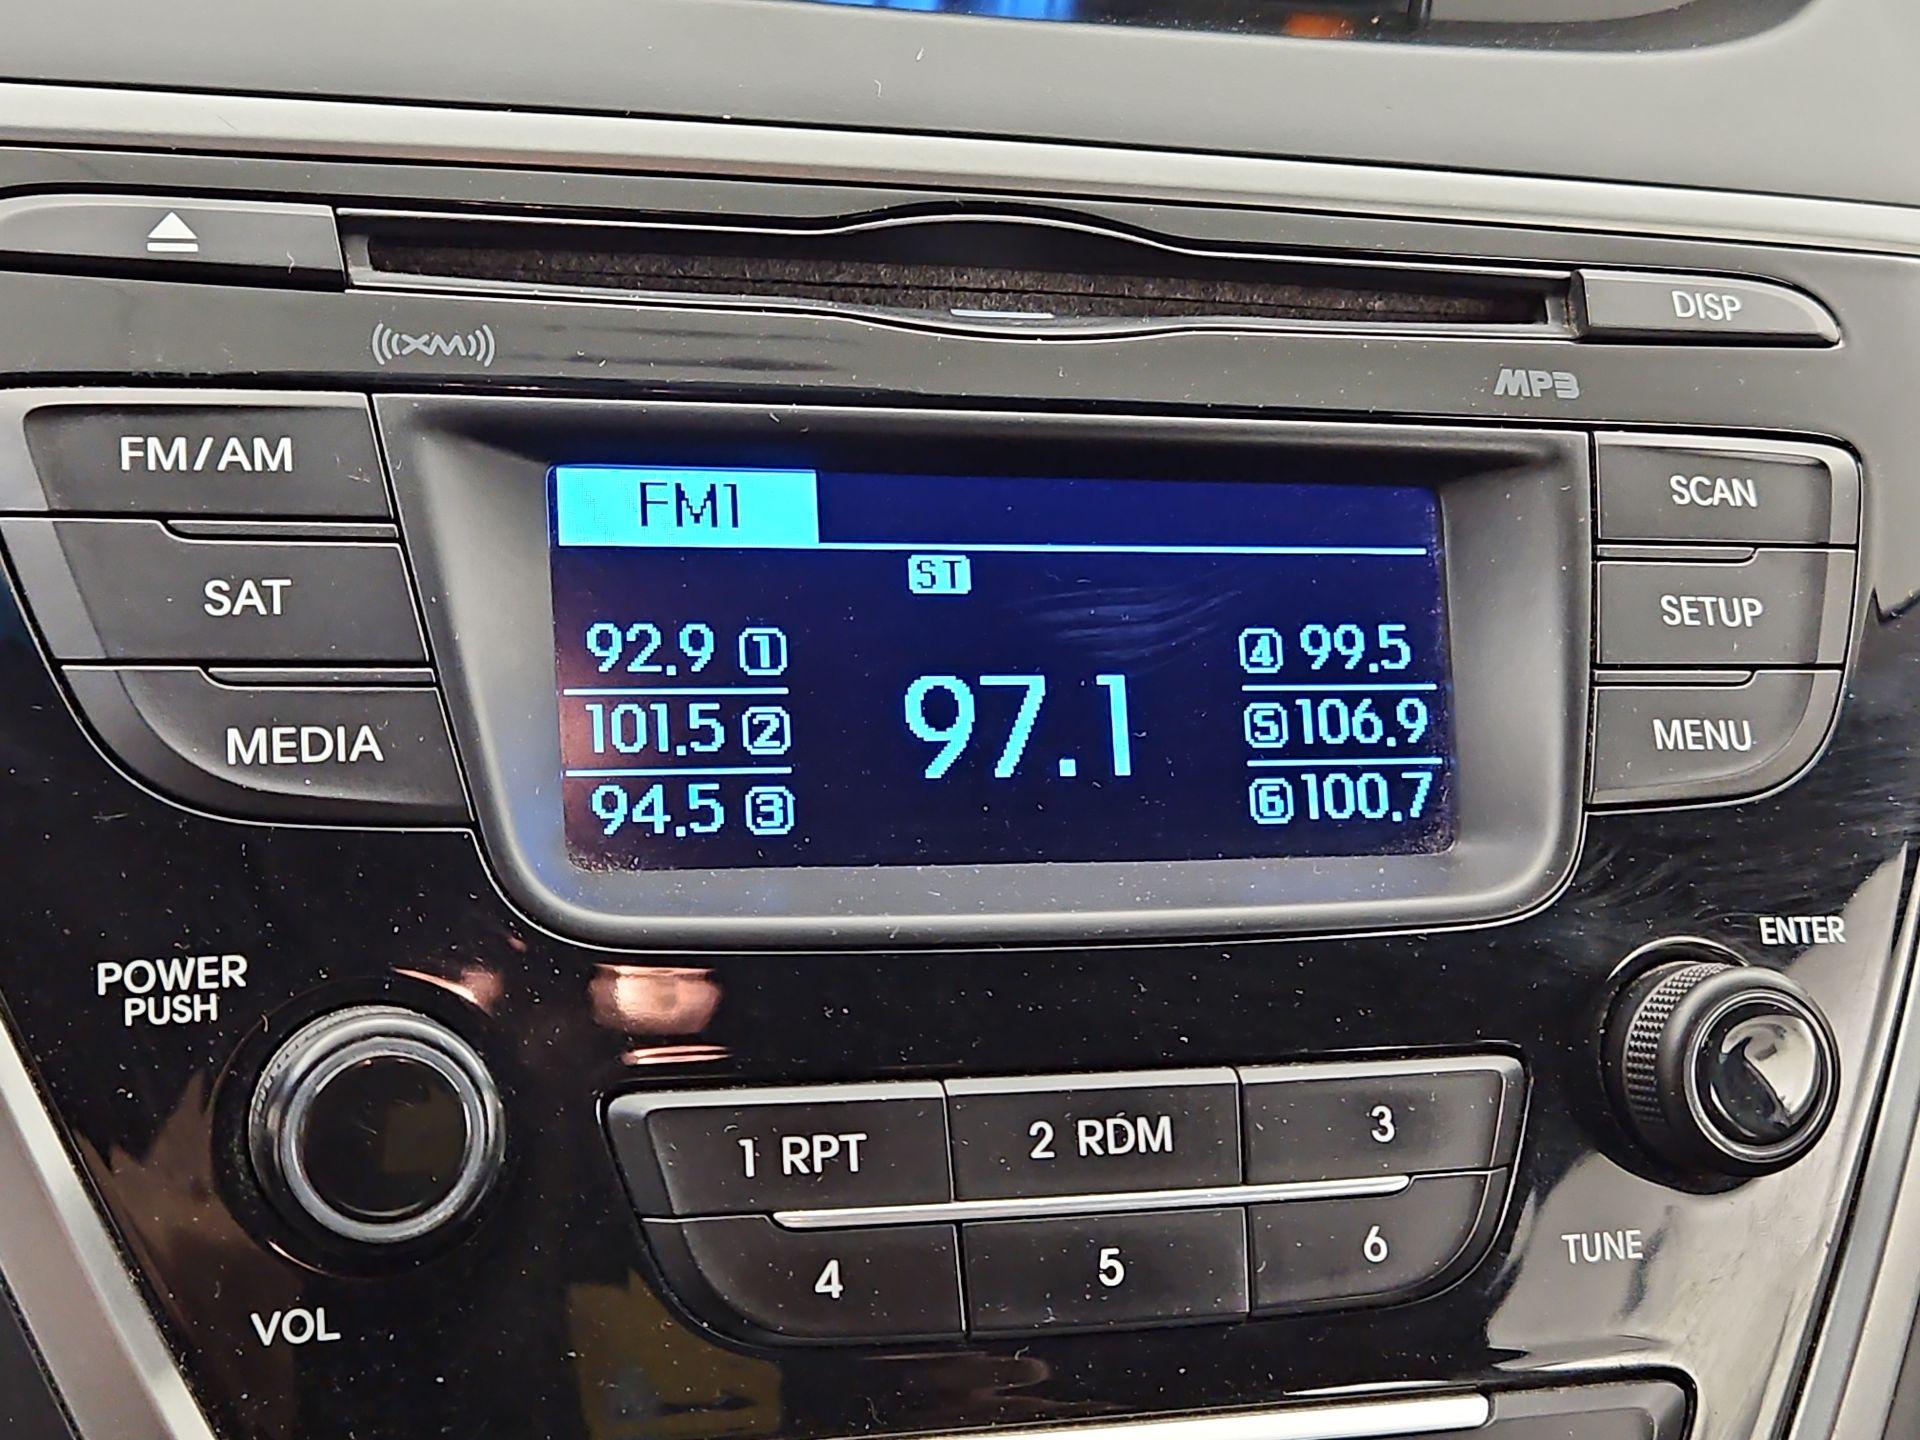 DISP
XM
MP3
FM/AM
SAT
MEDIA
FM1
ST
92.9 1
101.5 2
94.5 3
97.1
4 99.5
5 106.9
6 100.7
SCAN
SETUP
MENU
POWER
PUSH
VOL
1 RPT
2 RDM
3
4
5
6
ENTER
TUNE